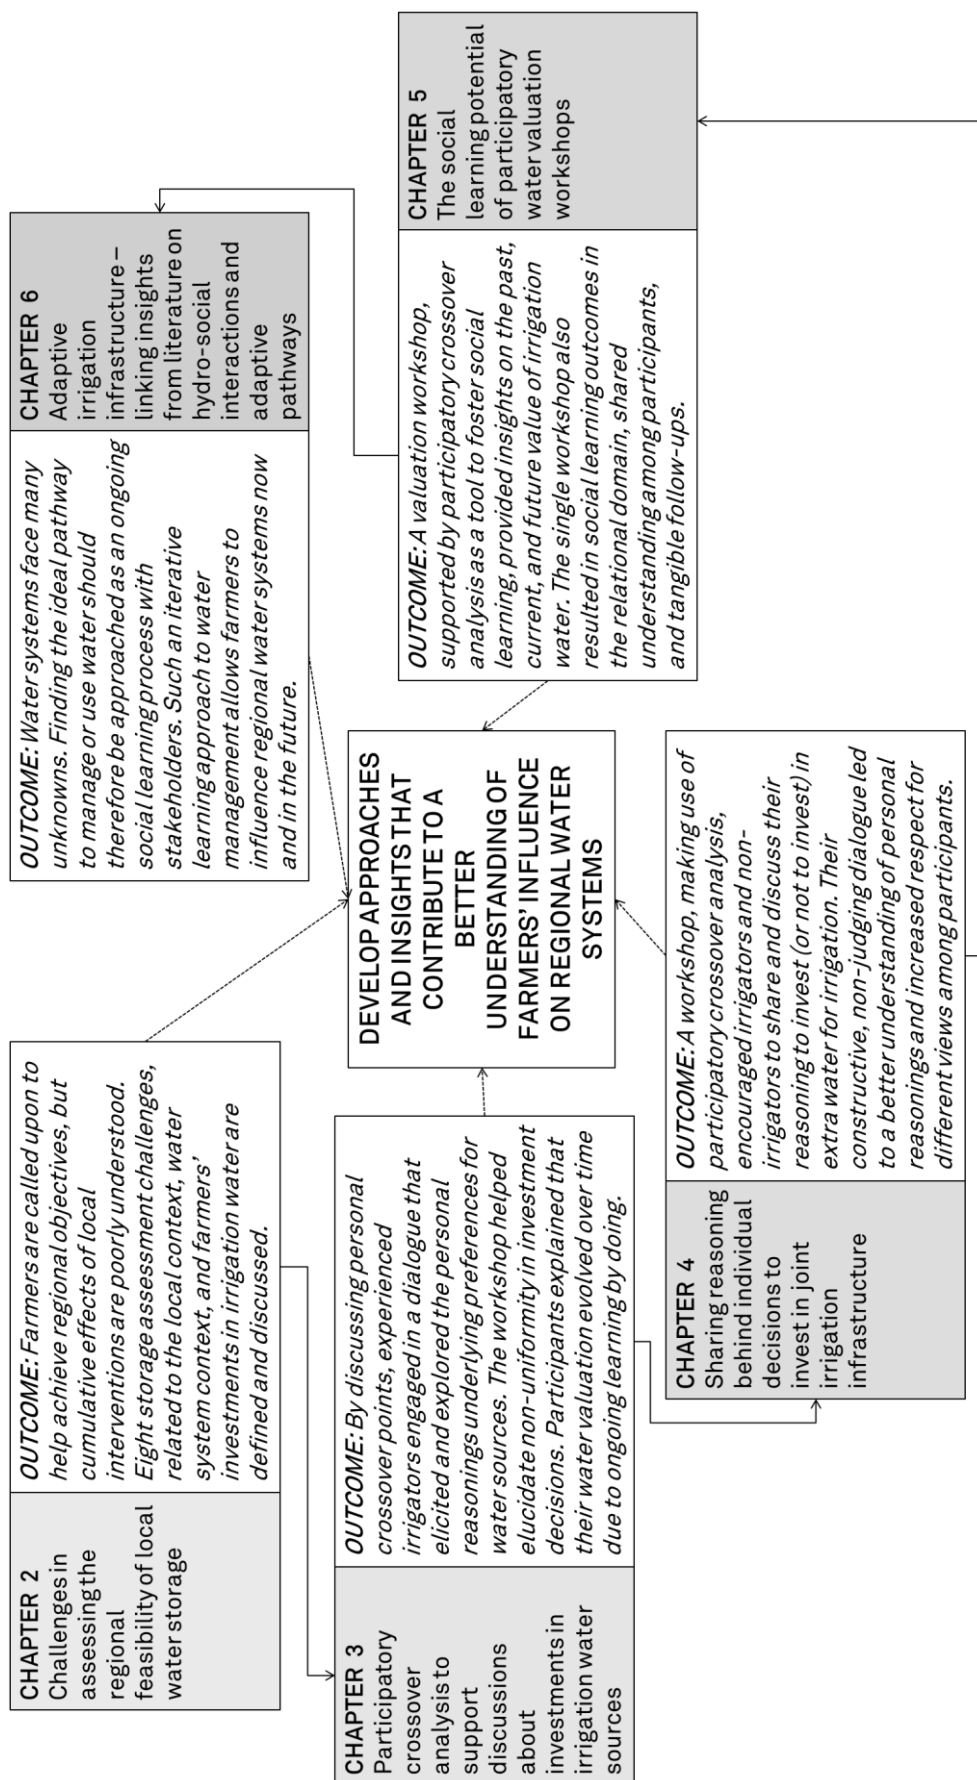 CHAPTER 2
Challenges in
assessing the
regional
feasibility of local
water storage
OUTCOME: Farmers are called upon to
help achieve regional objectives, but
cumulative effects of local
interventions are poorly understood.
Eight storage assessment challenges,
related to the local context, water
system context, and farmers'
investments in irrigation water are
defined and discussed.
CHAPTER 3
Participatory
crossover
analysis to
support
discussions
about
investments in
irrigation water
sources
OUTCOME: By discussing personal
crossover points, experienced
irrigators engaged in a dialogue that
elicited and explored the personal
reasonings underlying preferences for
water sources. The workshop helped
elucidate non-uniformity in investment
decisions. Participants explained that
their water valuation evolved over time
due to ongoing learning by doing.
CHAPTER 4
Sharing reasoning
behind individual
decisions to
invest in joint
irrigation
infrastructure
OUTCOME: A workshop, making use of
participatory crossover analysis,
encouraged irrigators and non-
irrigators to share and discuss their
reasoning to invest (or not to invest) in
extra water for irrigation. Their
constructive, non-judging dialogue led
to a better understanding of personal
reasonings and increased respect for
different views among participants.
DEVELOP APPROACHES
AND INSIGHTS THAT
CONTRIBUTE TO A
BETTER
UNDERSTANDING OF
FARMERS' INFLUENCE
ON REGIONAL WATER
SYSTEMS
OUTCOME: A valuation workshop,
supported by participatory crossover
analysis as a tool to foster social
learning, provided insights on the past,
current, and future value of irrigation
water. The single workshop also
resulted in social learning outcomes in
the relational domain, shared
understanding among participants,
and tangible follow-ups.
CHAPTER 5
The social
learning potential
of participatory
water valuation
workshops
OUTCOME: Water systems face many
unknowns. Finding the ideal pathway
to manage or use water should
therefore be approached as an ongoing
social learning process with
stakeholders. Such an iterative
learning approach to water
management allows farmers to
influence regional water systems now
and in the future.
CHAPTER 6
Adaptive
irrigation
infrastructure –
linking insights
from literature on
hydro-social
interactions and
adaptive
pathways